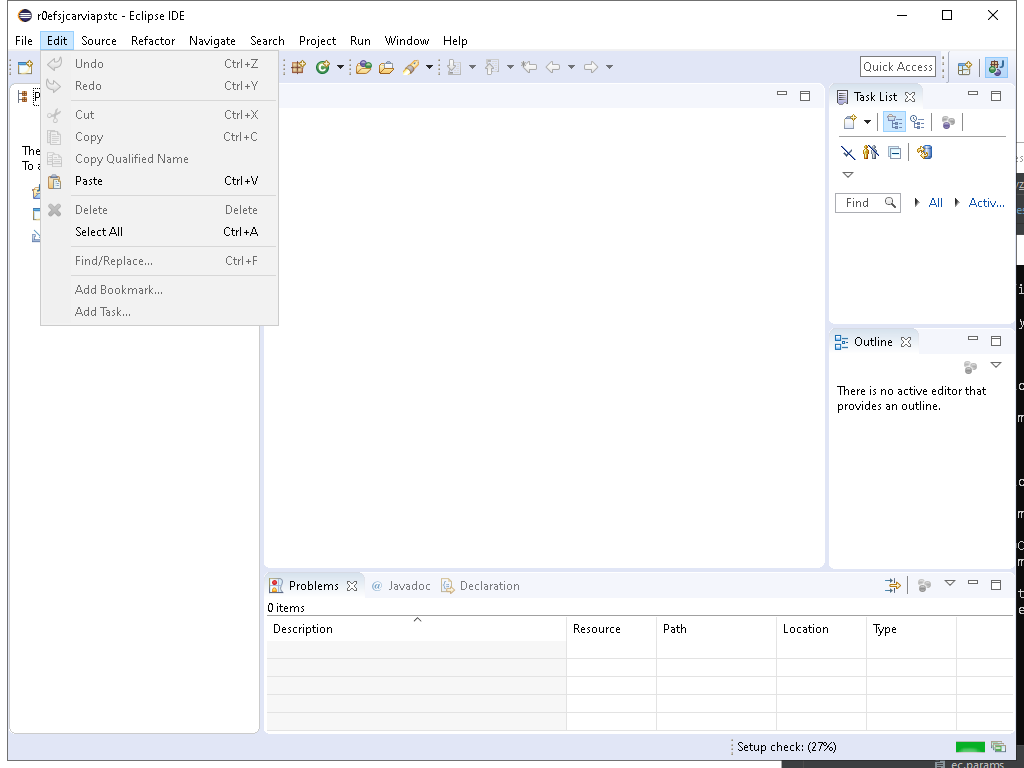 r0efsjcarviapstc - Eclipse IDE
File Edit Source Refactor Navigate Search Project Run Window Help
Undo Ctrl+Z
Redo Ctrl+Y
Cut Ctrl+X
Copy Ctrl+C
Copy Qualified Name
Paste Ctrl+V
Delete Delete
Select All Ctrl+A
Find/Replace... Ctrl+F
Add Bookmark...
Add Task...
The
To
Quick Access
Task List
Find All Activ...
Outline
There is no active editor that
provides an outline.
Problems @ Javadoc Declaration
0 items
Description Resource Path Location Type
Setup check: (27%)
ec.params